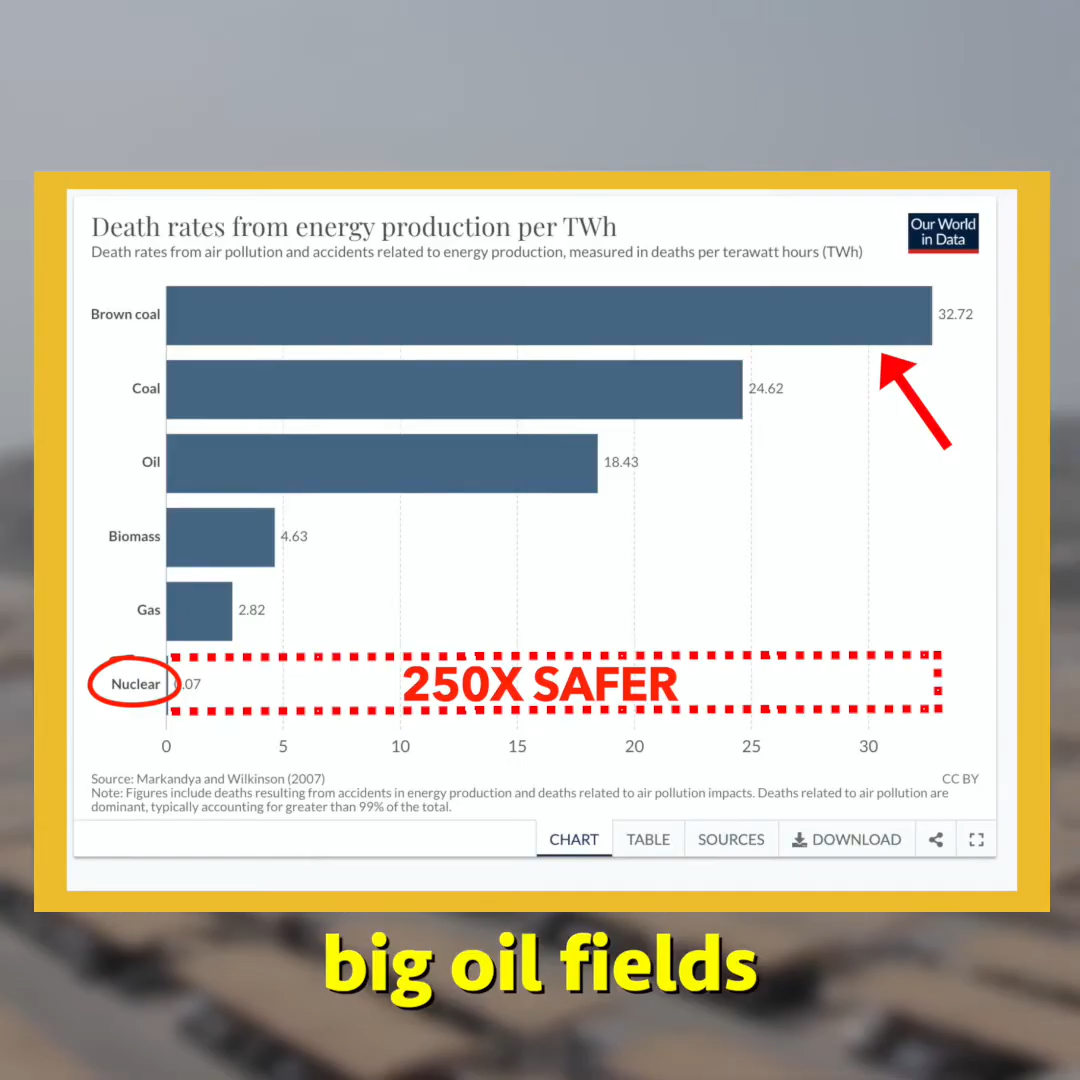 Death rates from energy production per TWh
Our World
in Data
Death rates from air pollution and accidents related to energy production, measured in deaths per terawatt hours (TWh)
Brown coal
32.72
Coal
24.62
Oil
18.43
Biomass
4.63
Gas
2.82
Nuclear
0.07
250X SAFER
0
5
10
15
20
25
30
Source: Markandya and Wilkinson (2007)
CC BY
Note: Figures include deaths resulting from accidents in energy production and deaths related to air pollution impacts. Deaths related to air pollution are
dominant, typically accounting for greater than 99% of the total.
CHART
TABLE
SOURCES
DOWNLOAD
big oil fields